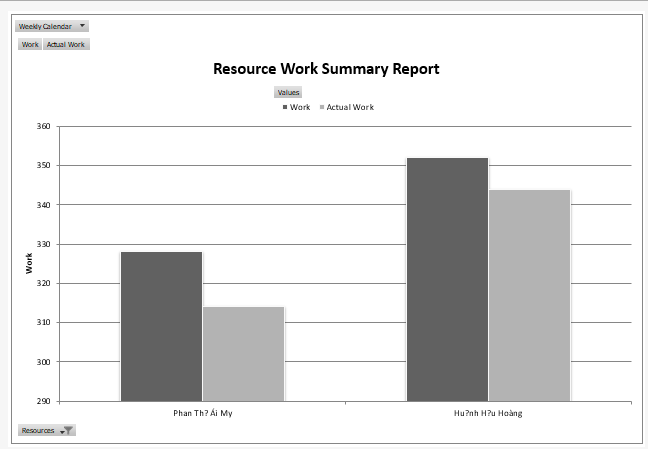 Weekly Calendar
Work Actual Work
Resource Work Summary Report
Values
Work Actual Work
360
350
340
330
320
310
300
290
Work
Phan Th? Ái My
Hu?nh H?u Hoàng
Resources